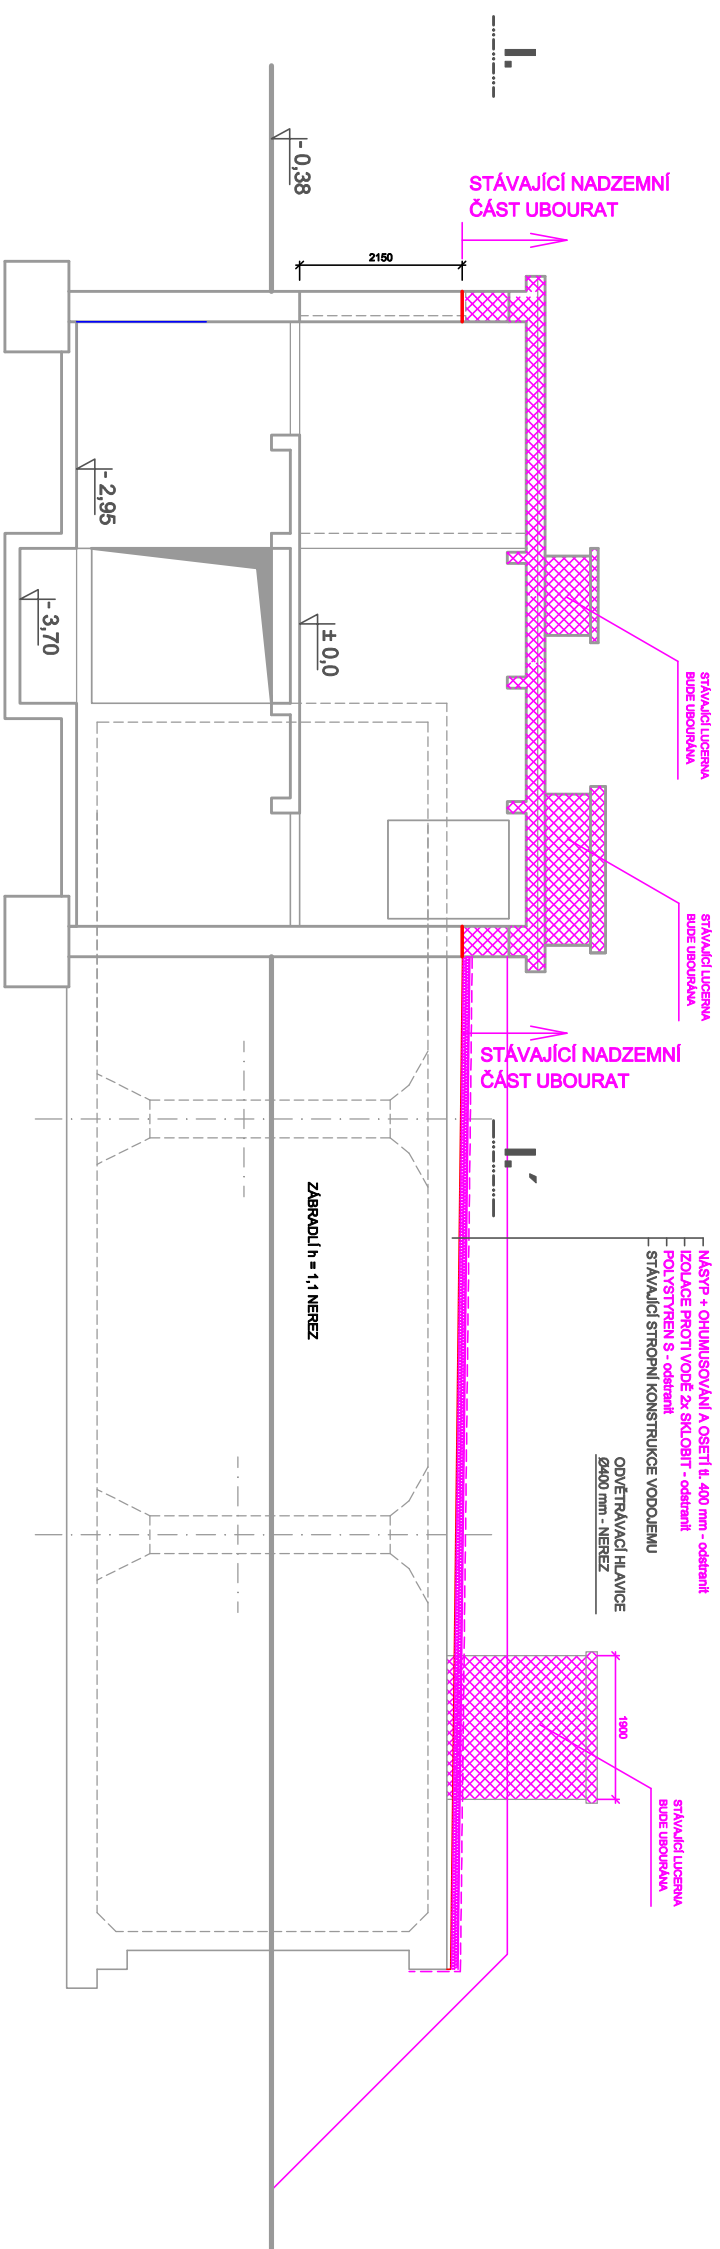 I.
- 0,38
STÁVAJÍCÍ NADZEMNÍ
ČÁST UBOURAT
2150
- 2,95
- 3,70
± 0,0
STÁVAJÍCÍ LUCERNA
BUDE UBOURÁNA
STÁVAJÍCÍ LUCERNA
BUDE UBOURÁNA
STÁVAJÍCÍ NADZEMNÍ
ČÁST UBOURAT
I.´
ZÁBRADLÍ h = 1,1 NEREZ
NÁSYP + OHUMUSOVÁNÍ A OSETÍ tl. 400 mm - odstranit
IZOLACE PROTI VODĚ 2x SKLOBIT - odstranit
POLYSTYREN S - odstranit
STÁVAJÍCÍ STROPNÍ KONSTRUKCE VODOJEMU
ODVĚTRÁVACÍ HLAVICE
Ø400 mm - NEREZ
1900
STÁVAJÍCÍ LUCERNA
BUDE UBOURÁNA